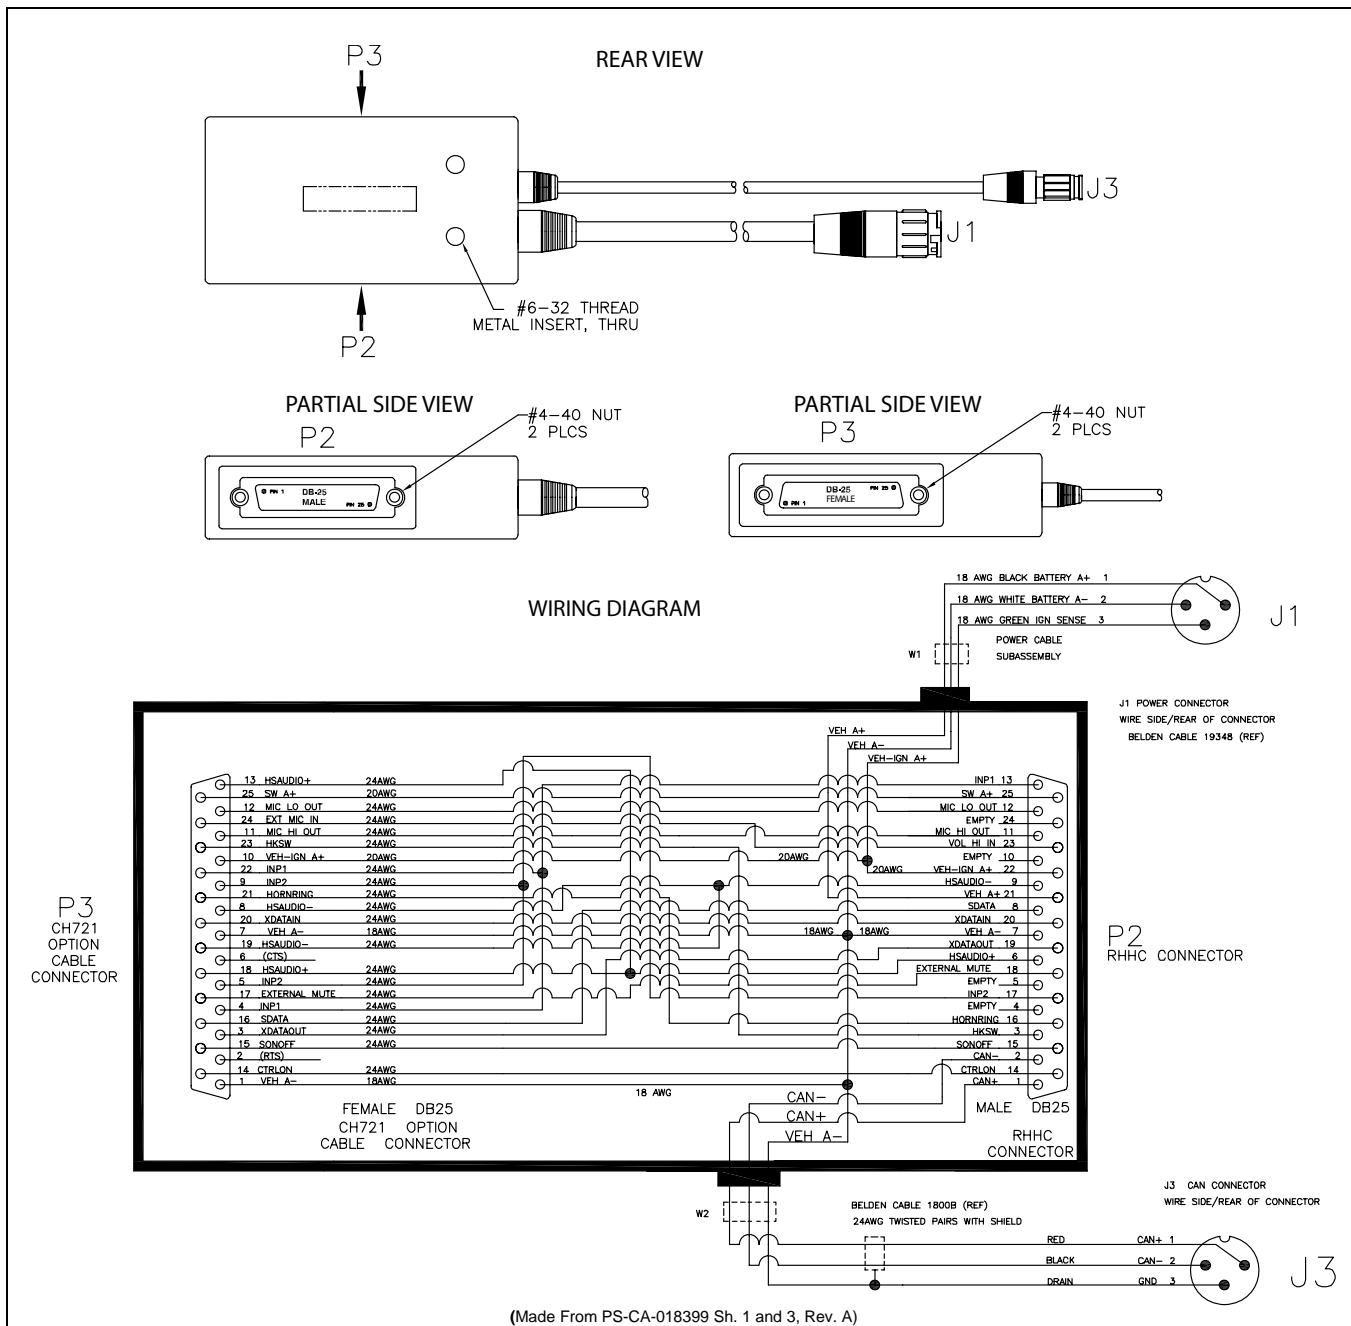 P3
REAR VIEW
J3
J1
#6-32 THREAD
METAL INSERT, THRU
P2
PARTIAL SIDE VIEW
P2
#4-40 NUT
2 PLCS
PIN 1
DB-25
MALE
PIN 25
PARTIAL SIDE VIEW
P3
#4-40 NUT
2 PLCS
PIN 1
DB-25
FEMALE
PIN 25
WIRING DIAGRAM
18 AWG BLACK BATTERY A+ 1
18 AWG WHITE BATTERY A- 2
18 AWG GREEN IGN SENSE 3
J1
W1
POWER CABLE
SUBASSEMBLY
J1 POWER CONNECTOR
WIRE SIDE/REAR OF CONNECTOR
BELDEN CABLE 19348 (REF)
VEH A+
VEH A-
VEH-IGN A+
13 HSAUDIO+ 24AWG
25 SW A+ 20AWG
12 MIC LO OUT 24AWG
24 EXT MIC IN 24AWG
11 MIC HI OUT 24AWG
23 HKSW 24AWG
10 VEH-IGN A+ 20AWG
22 INP1 24AWG
9 INP2 24AWG
21 HORNRING 24AWG
8 HSAUDIO- 24AWG
20 XDATAIN 24AWG
7 VEH A- 18AWG
19 HSAUDIO- 24AWG
6 (CTS)
18 HSAUDIO+ 24AWG
5 INP2 24AWG
17 EXTERNAL MUTE 24AWG
4 INP1 24AWG
16 SDATA 24AWG
3 XDATAOUT 24AWG
15 SONOFF 24AWG
2 (RTS)
14 CTRLON 24AWG
1 VEH A- 18AWG
20AWG
20AWG
18AWG
18AWG
18 AWG
INP1 13
SW A+ 25
MIC LO OUT 12
EMPTY 24
MIC HI OUT 11
VOL HI IN 23
EMPTY 10
VEH-IGN A+ 22
HSAUDIO- 9
VEH A+ 21
SDATA 8
XDATAIN 20
VEH A- 7
XDATAOUT 19
HSAUDIO+ 6
EXTERNAL MUTE 18
EMPTY 5
INP2 17
EMPTY 4
HORNRING 16
HKSW 3
SONOFF 15
CAN- 2
CTRLON 14
CAN+ 1
P3
CH721
OPTION
CABLE
CONNECTOR
P2
RHHC CONNECTOR
FEMALE DB25
CH721 OPTION
CABLE CONNECTOR
CAN-
CAN+
VEH A-
MALE DB25
RHHC
CONNECTOR
W2
BELDEN CABLE 1800B (REF)
24AWG TWISTED PAIRS WITH SHIELD
J3 CAN CONNECTOR
WIRE SIDE/REAR OF CONNECTOR
RED CAN+ 1
BLACK CAN- 2
DRAIN GND 3
J3
(Made From PS-CA-018399 Sh. 1 and 3, Rev. A)